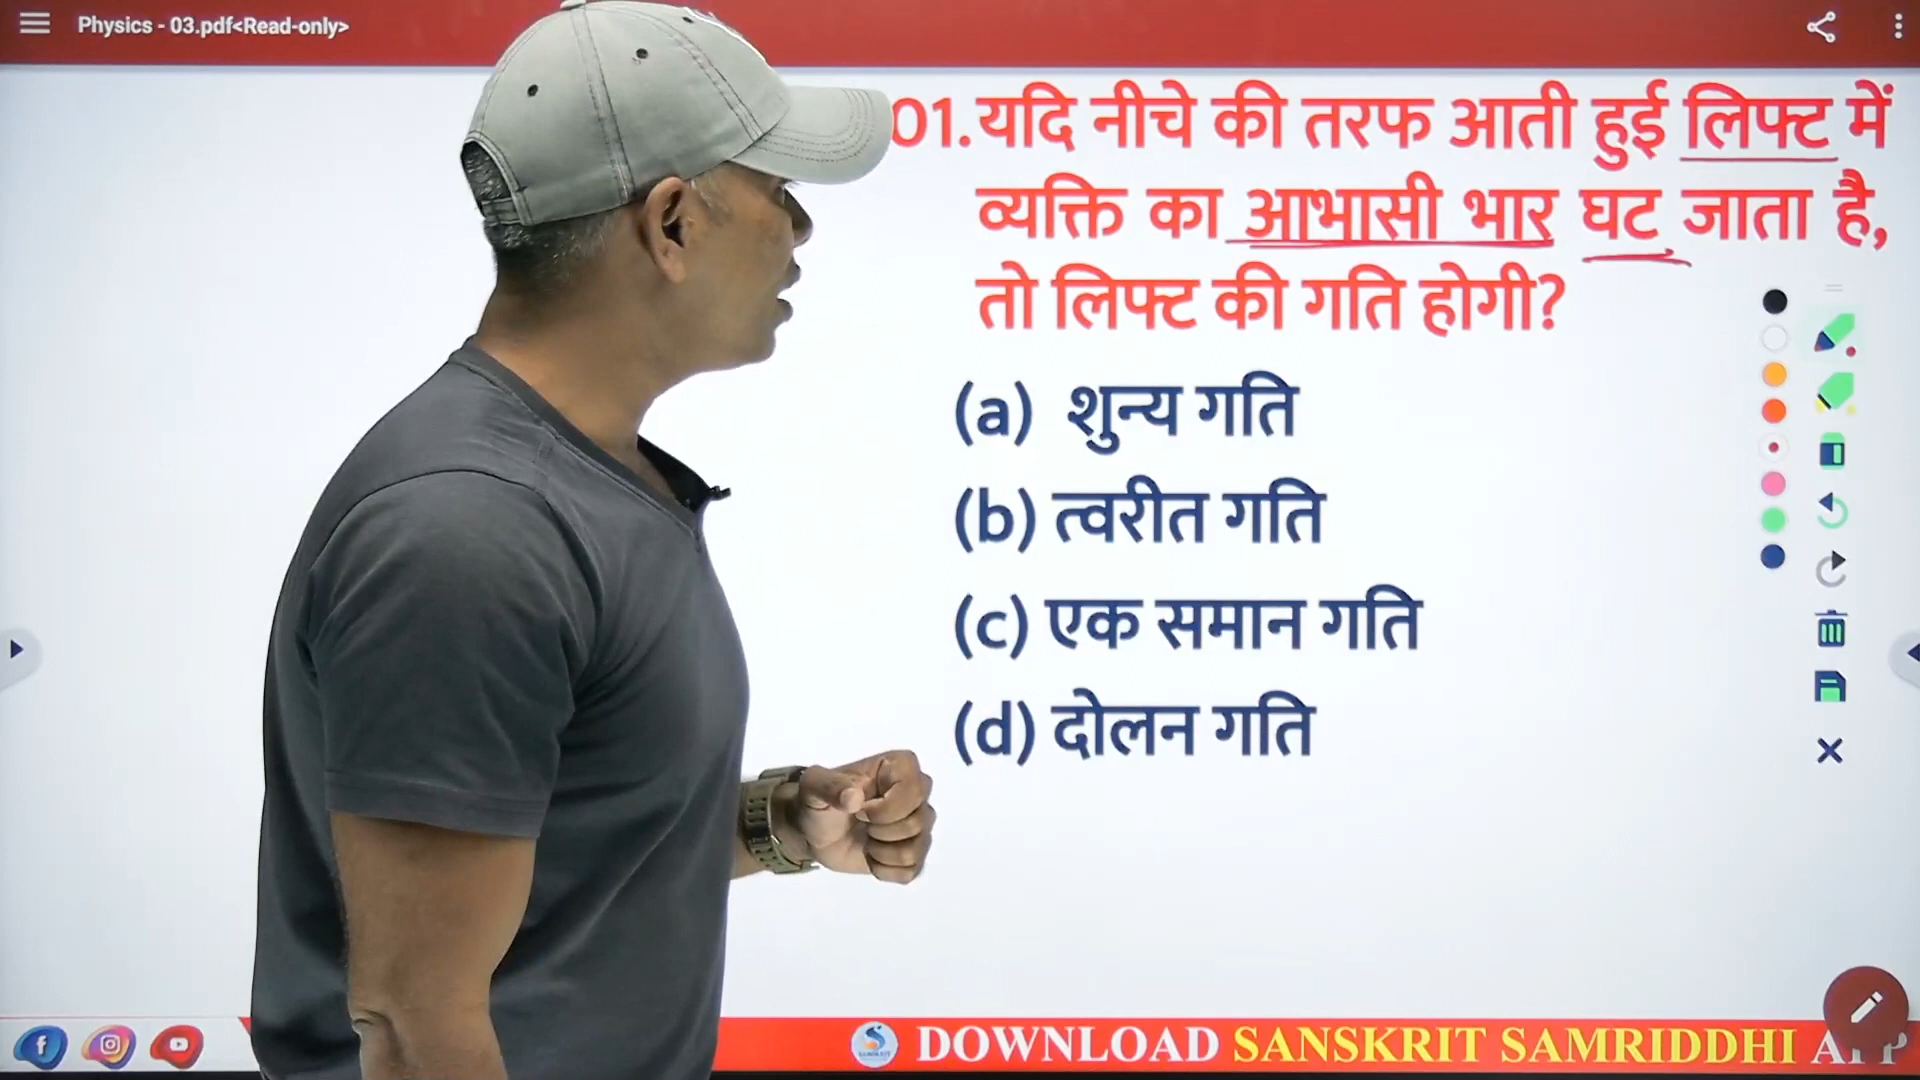 Physics - 03.pdf<Read-only>
01. यदि नीचे की तरफ आती हुई लिफ्ट में
व्यक्ति का आभासी भार घट जाता है,
तो लिफ्ट की गति होगी?
(a) शुन्य गति
(b) त्वरीत गति
(c) एक समान गति
(d) दोलन गति
DOWNLOAD SANSKRIT SAMRIDDHI